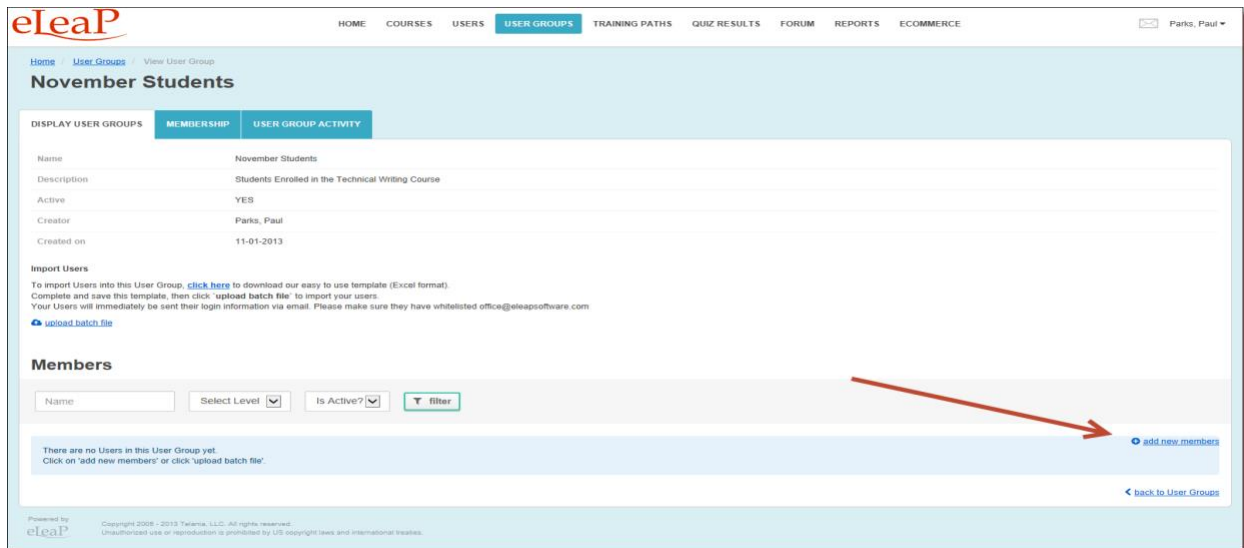 eLeaP
HOME COURSES USERS USER GROUPS TRAINING PATHS QUIZ RESULTS FORUM REPORTS ECOMMERCE Parks, Paul
Home / User Groups / View User Group
November Students
DISPLAY USER GROUPS MEMBERSHIP USER GROUP ACTIVITY
Name November Students
Description Students Enrolled in the Technical Writing Course
Active YES
Creator Parks, Paul
Created on 11-01-2013
Import Users
To import Users into this User Group, click here to download our easy to use template (Excel format).
Complete and save this template, then click 'upload batch file' to import your users.
Your Users will immediately be sent their login information via email. Please make sure they have whitelisted office@eleapsoftware.com
upload batch file
Members
Name Select Level Is Active? filter
add new members
There are no Users in this User Group yet.
Click on 'add new members' or click 'upload batch file'.
back to User Groups
Powered by
eLeaP
Copyright 2008 - 2013 Telania, LLC. All rights reserved.
Unauthorized use or reproduction is prohibited by US copyright laws and international treaties.